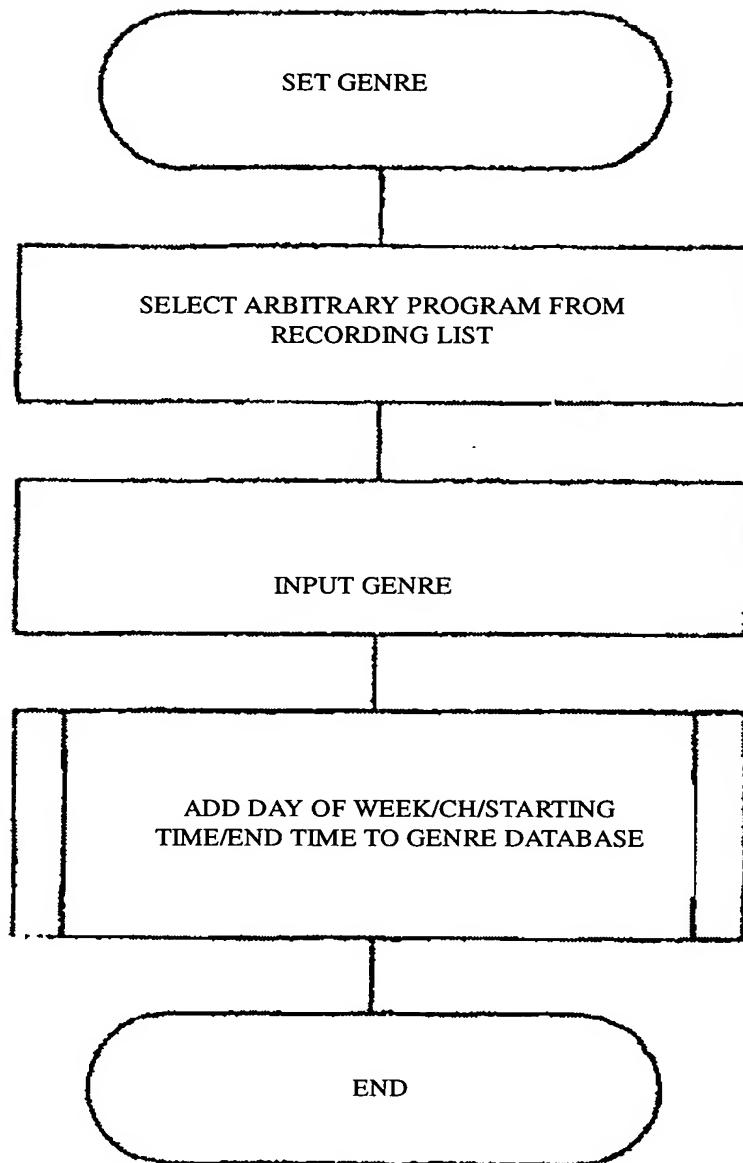 SET GENRE
SELECT ARBITRARY PROGRAM FROM
RECORDING LIST
INPUT GENRE
ADD DAY OF WEEK/CH/STARTING
TIME/END TIME TO GENRE DATABASE
END